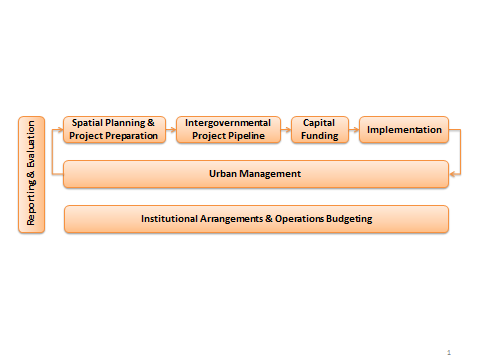 Reporting & Evaluation
Spatial Planning &
Project Preparation
Intergovernmental
Project Pipeline
Capital
Funding
Implementation
Urban Management
Institutional Arrangements & Operations Budgeting
1